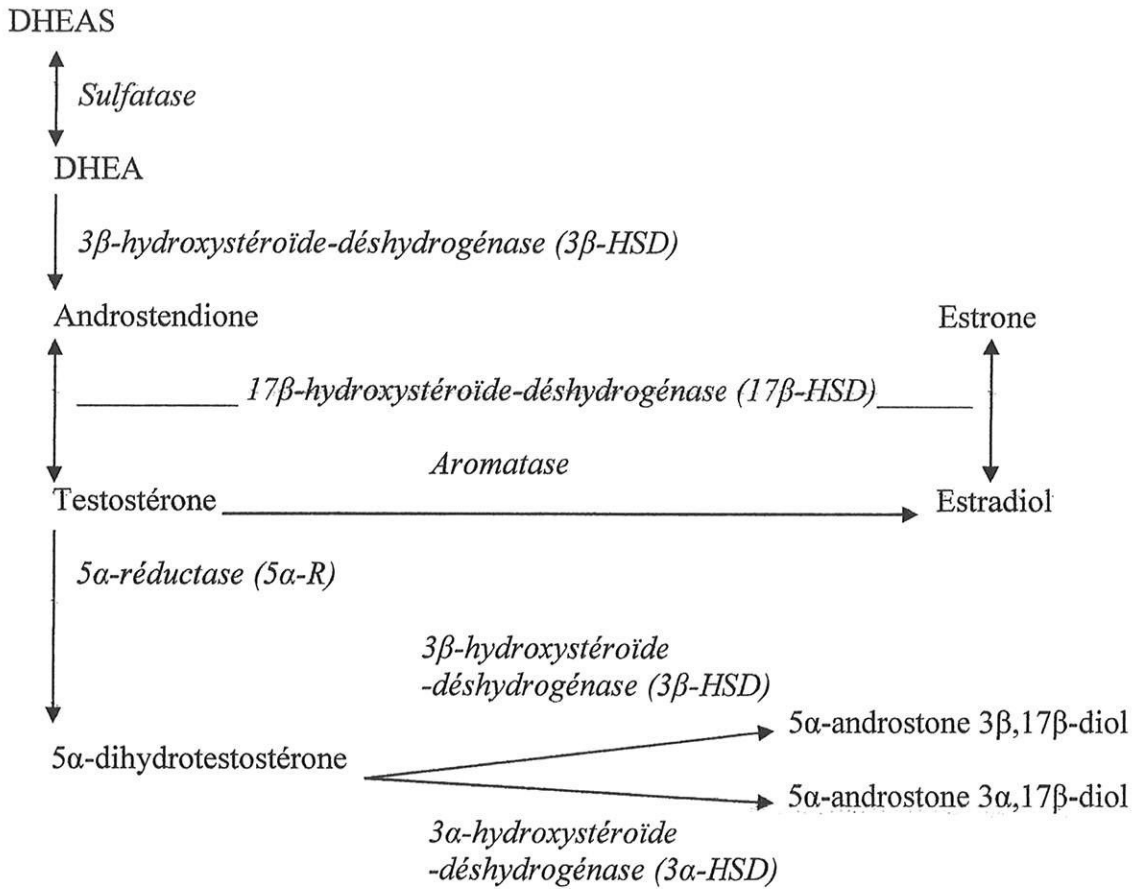 DHEAS
Sulfatase
DHEA
3β-hydroxystéroïde-déshydrogénase (3β-HSD)
Androstendione
Estrone
17β-hydroxystéroïde-déshydrogénase (17β-HSD)
Aromatase
Testostérone
Estradiol
5α-réductase (5α-R)
3β-hydroxystéroïde
-déshydrogénase (3β-HSD)
5α-androstone 3β,17β-diol
5α-dihydrotestostérone
5α-androstone 3α,17β-diol
3α-hydroxystéroïde
-déshydrogénase (3α-HSD)